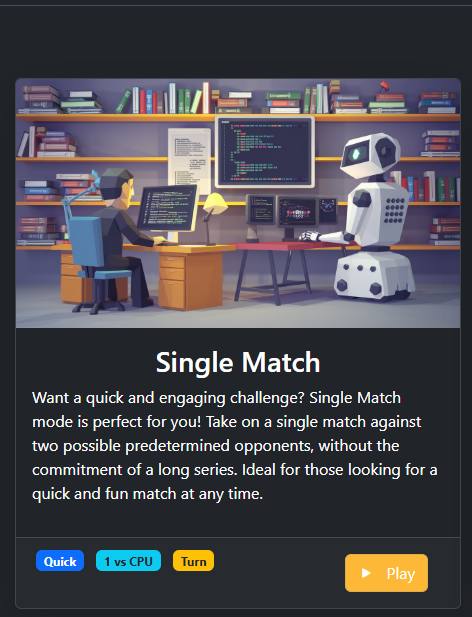 Single Match
Want a quick and engaging challenge? Single Match
mode is perfect for you! Take on a single match against
two possible predetermined opponents, without the
commitment of a long series. Ideal for those looking for a
quick and fun match at any time.
Quick
1 vs CPU
Turn
Play